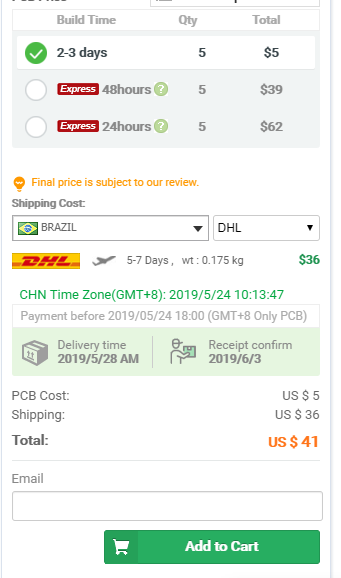 Build Time Qty Total
2-3 days 5 $5
Express 48hours ? 5 $39
Express 24hours ? 5 $62
Final price is subject to our review.
Shipping Cost:
BRAZIL DHL
DHL 5-7 Days , wt : 0.175 kg $36
CHN Time Zone(GMT+8): 2019/5/24 10:13:47
Payment before 2019/05/24 18:00 (GMT+8 Only PCB)
Delivery time Receipt confirm
2019/5/28 AM 2019/6/3
PCB Cost: US $ 5
Shipping: US $ 36
Total: US $ 41
Email
Add to Cart